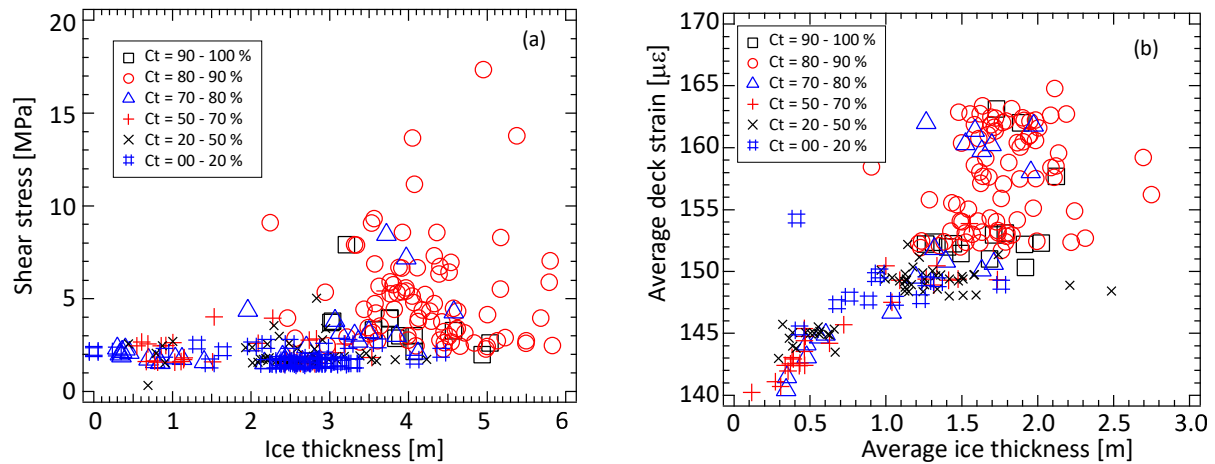 (a)
Shear stress [MPa]
20
16
12
8
4
0
Ct = 90 - 100 %
Ct = 80 - 90 %
Ct = 70 - 80 %
Ct = 50 - 70 %
Ct = 20 - 50 %
Ct = 00 - 20 %
0 1 2 3 4 5 6
Ice thickness [m]
(b)
Average deck strain [με]
170
165
160
155
150
145
140
Ct = 90 - 100 %
Ct = 80 - 90 %
Ct = 70 - 80 %
Ct = 50 - 70 %
Ct = 20 - 50 %
Ct = 00 - 20 %
0 0.5 1.0 1.5 2.0 2.5 3.0
Average ice thickness [m]